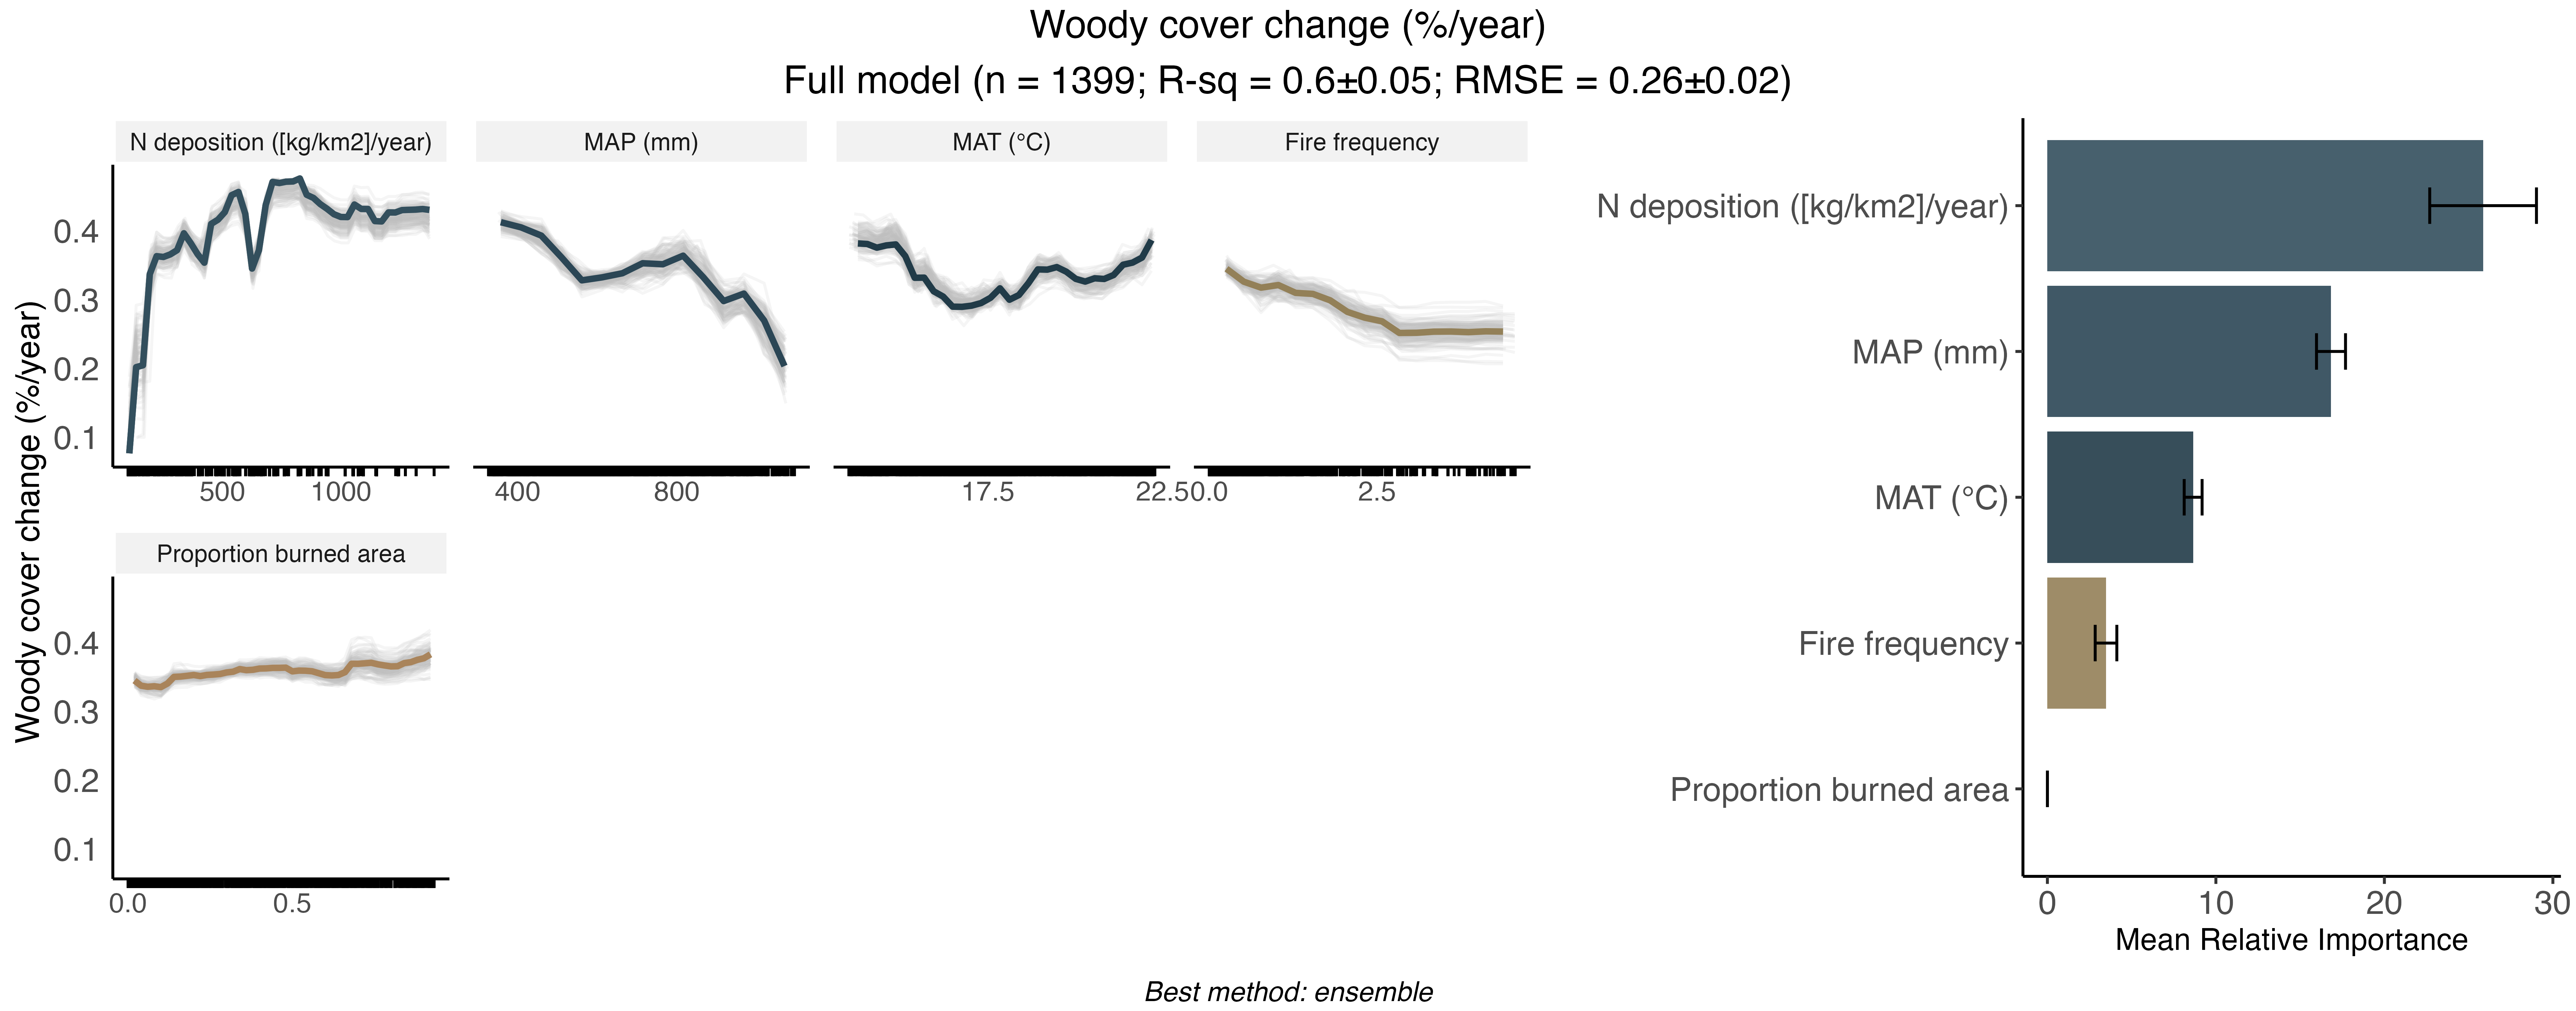 Woody cover change (%/year)
Full model (n = 1399; R-sq = 0.6±0.05; RMSE = 0.26±0.02)
Woody cover change (%/year)
N deposition ([kg/km2]/year)
MAP (mm)
MAT (°C)
Fire frequency
0.4
0.3
0.2
0.1
500
1000
400
800
17.5
22.5
0.0
2.5
Proportion burned area
0.4
0.3
0.2
0.1
0.0
0.5
N deposition ([kg/km2]/year)
MAP (mm)
MAT (°C)
Fire frequency
Proportion burned area
0
10
20
30
Mean Relative Importance
Best method: ensemble